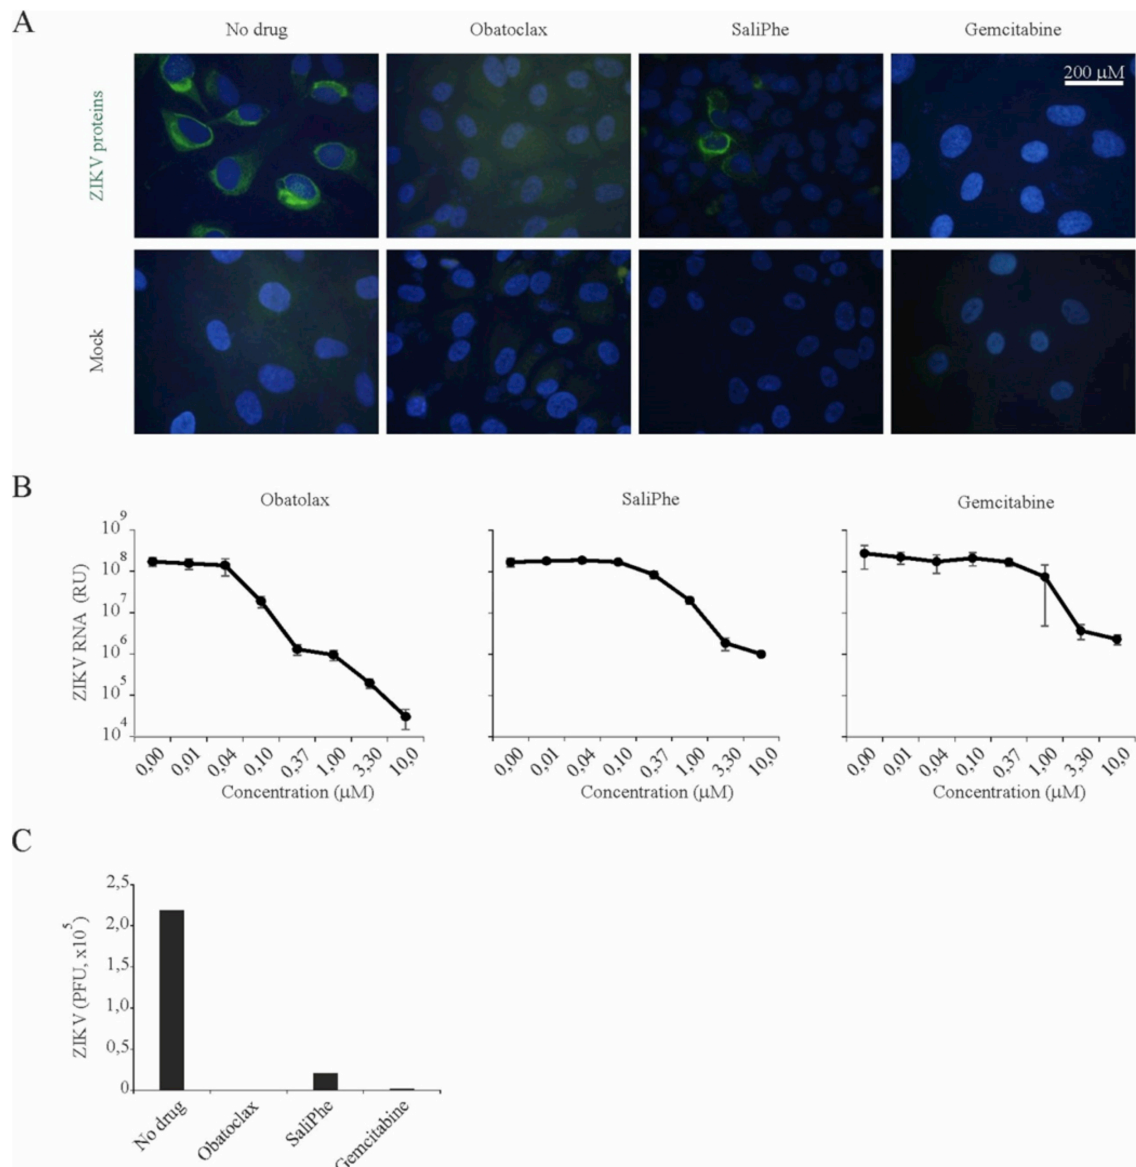 A
No drug
Obatoclax
SaliPhe
Gemcitabine
ZIKV proteins
200 µM
Mock
B
Obatolax
SaliPhe
Gemcitabine
ZIKV RNA (RU)
10^9
10^8
10^7
10^6
10^5
10^4
0,00 0,01 0,04 0,10 0,37 1,00 3,30 10,0
Concentration (µM)
0,00 0,01 0,04 0,10 0,37 1,00 3,30 10,0
Concentration (µM)
0,00 0,01 0,04 0,10 0,37 1,00 3,30 10,0
Concentration (µM)
C
ZIKV (PFU, x10^5)
2,5
2,0
1,5
1,0
0,5
0
No drug
Obatoclax
SaliPhe
Gemcitabine